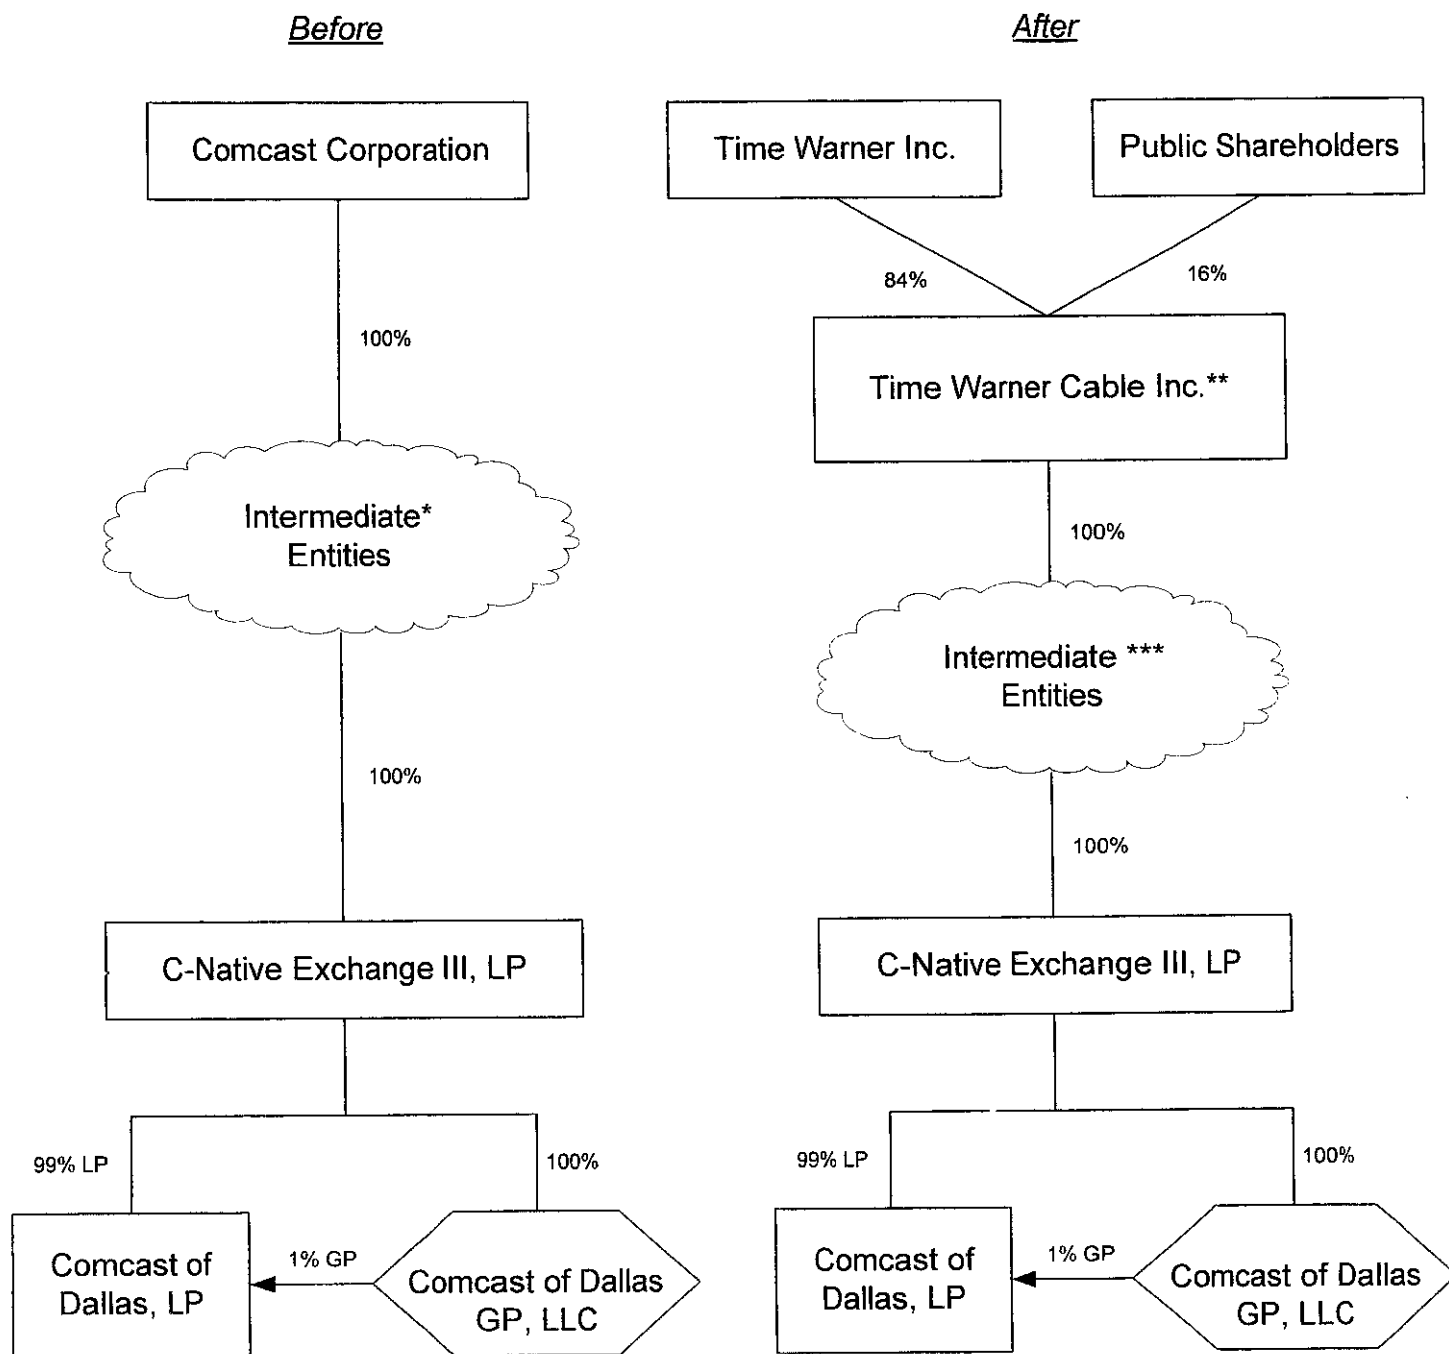 Before
Comcast Corporation
100%
Intermediate*
Entities
100%
C-Native Exchange III, LP
99% LP
100%
Comcast of
Dallas, LP
1% GP
Comcast of Dallas
GP, LLC
After
Time Warner Inc.
Public Shareholders
84%
16%
Time Warner Cable Inc.**
100%
Intermediate ***
Entities
100%
C-Native Exchange III, LP
99% LP
100%
Comcast of
Dallas, LP
1% GP
Comcast of Dallas
GP, LLC